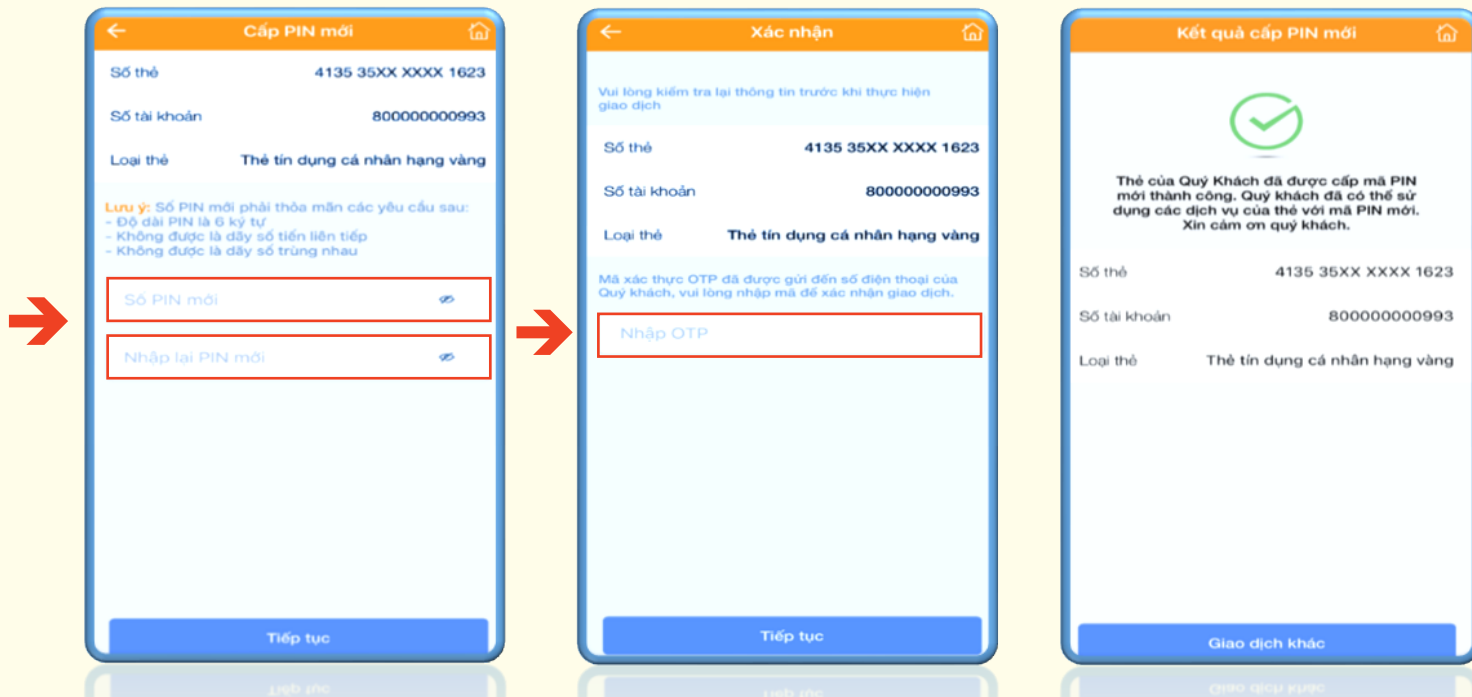 Cấp PIN mới
Số thẻ 4135 35XX XXXX 1623
Số tài khoản 800000000993
Loại thẻ Thẻ tín dụng cá nhân hạng vàng
Lưu ý: Số PIN mới phải thỏa mãn các yêu cầu sau:
- Độ dài PIN là 6 ký tự
- Không được là dãy số tiến liên tiếp
- Không được là dãy số trùng nhau
Số PIN mới
Nhập lại PIN mới
Tiếp tục
Xác nhận
Vui lòng kiểm tra lại thông tin trước khi thực hiện
giao dịch
Số thẻ 4135 35XX XXXX 1623
Số tài khoản 800000000993
Loại thẻ Thẻ tín dụng cá nhân hạng vàng
Mã xác thực OTP đã được gửi đến số điện thoại của
Quý khách, vui lòng nhập mã để xác nhận giao dịch.
Nhập OTP
Tiếp tục
Kết quả cấp PIN mới
Thẻ của Quý Khách đã được cấp mã PIN
mới thành công. Quý khách đã có thể sử
dụng các dịch vụ của thẻ với mã PIN mới.
Xin cảm ơn quý khách.
Số thẻ 4135 35XX XXXX 1623
Số tài khoản 800000000993
Loại thẻ Thẻ tín dụng cá nhân hạng vàng
Giao dịch khác